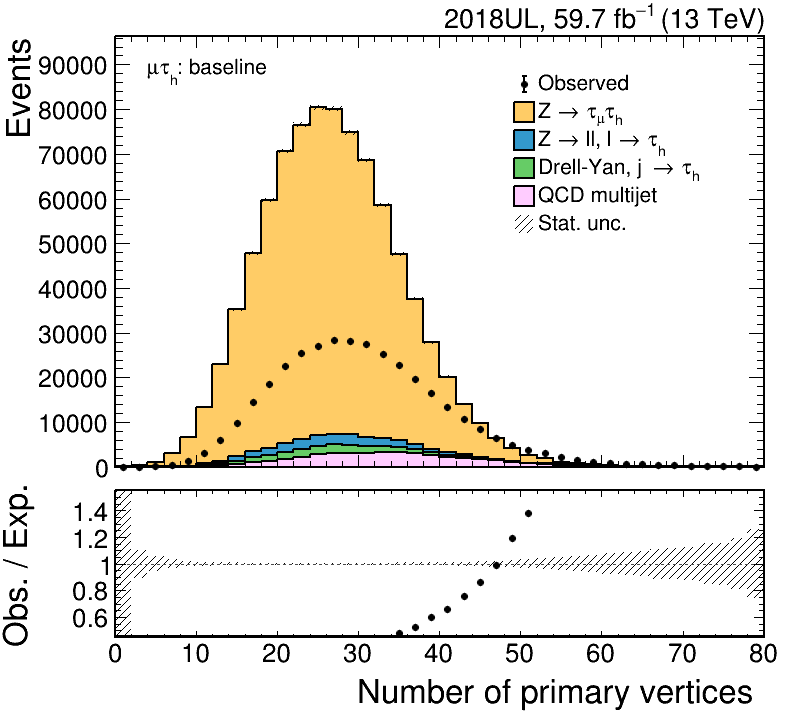 2018UL, 59.7 fb⁻¹ (13 TeV)
Events
90000
80000
70000
60000
50000
40000
30000
20000
10000
0
μτₕ: baseline
Observed
Z → τ_μτₕ
Z → ll, l → τₕ
Drell-Yan, j → τₕ
QCD multijet
Stat. unc.
Obs. / Exp.
1.4
1.2
1
0.8
0.6
0 10 20 30 40 50 60 70 80
Number of primary vertices